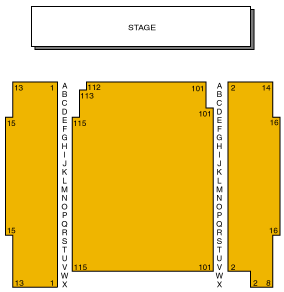 STAGE
13 1 A 112 101 A 2 14
B 113 B
C C
D 101 D
E E
15 F 115 F 16
G G
H H
I I
J J
K K
L L
M M
N N
O O
P P
Q Q
15 R R 16
S S
T T
U U
V 115 101 V 2
W W
13 1 X X 2 8